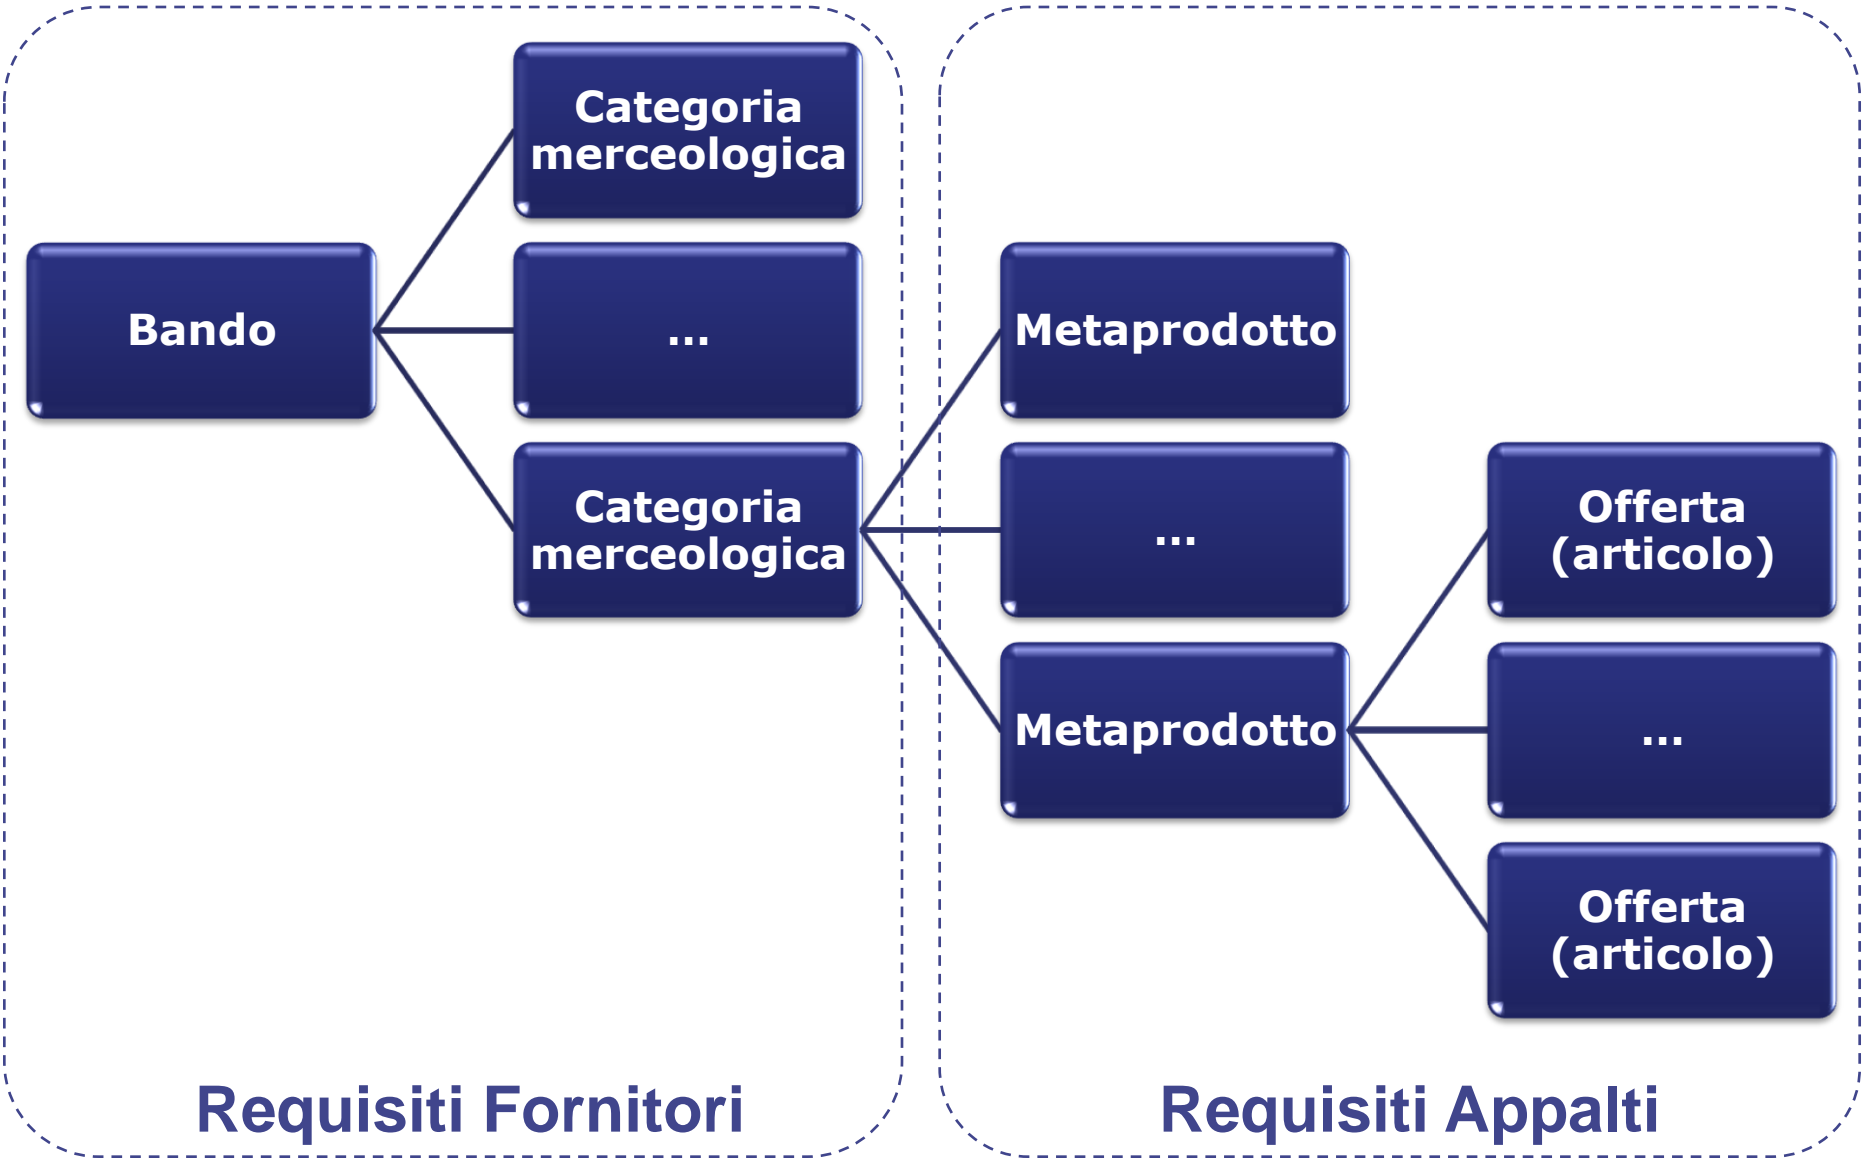 Bando
Categoria
merceologica
...
Categoria
merceologica
Metaprodotto
...
Metaprodotto
Offerta
(articolo)
...
Offerta
(articolo)
Requisiti Fornitori
Requisiti Appalti